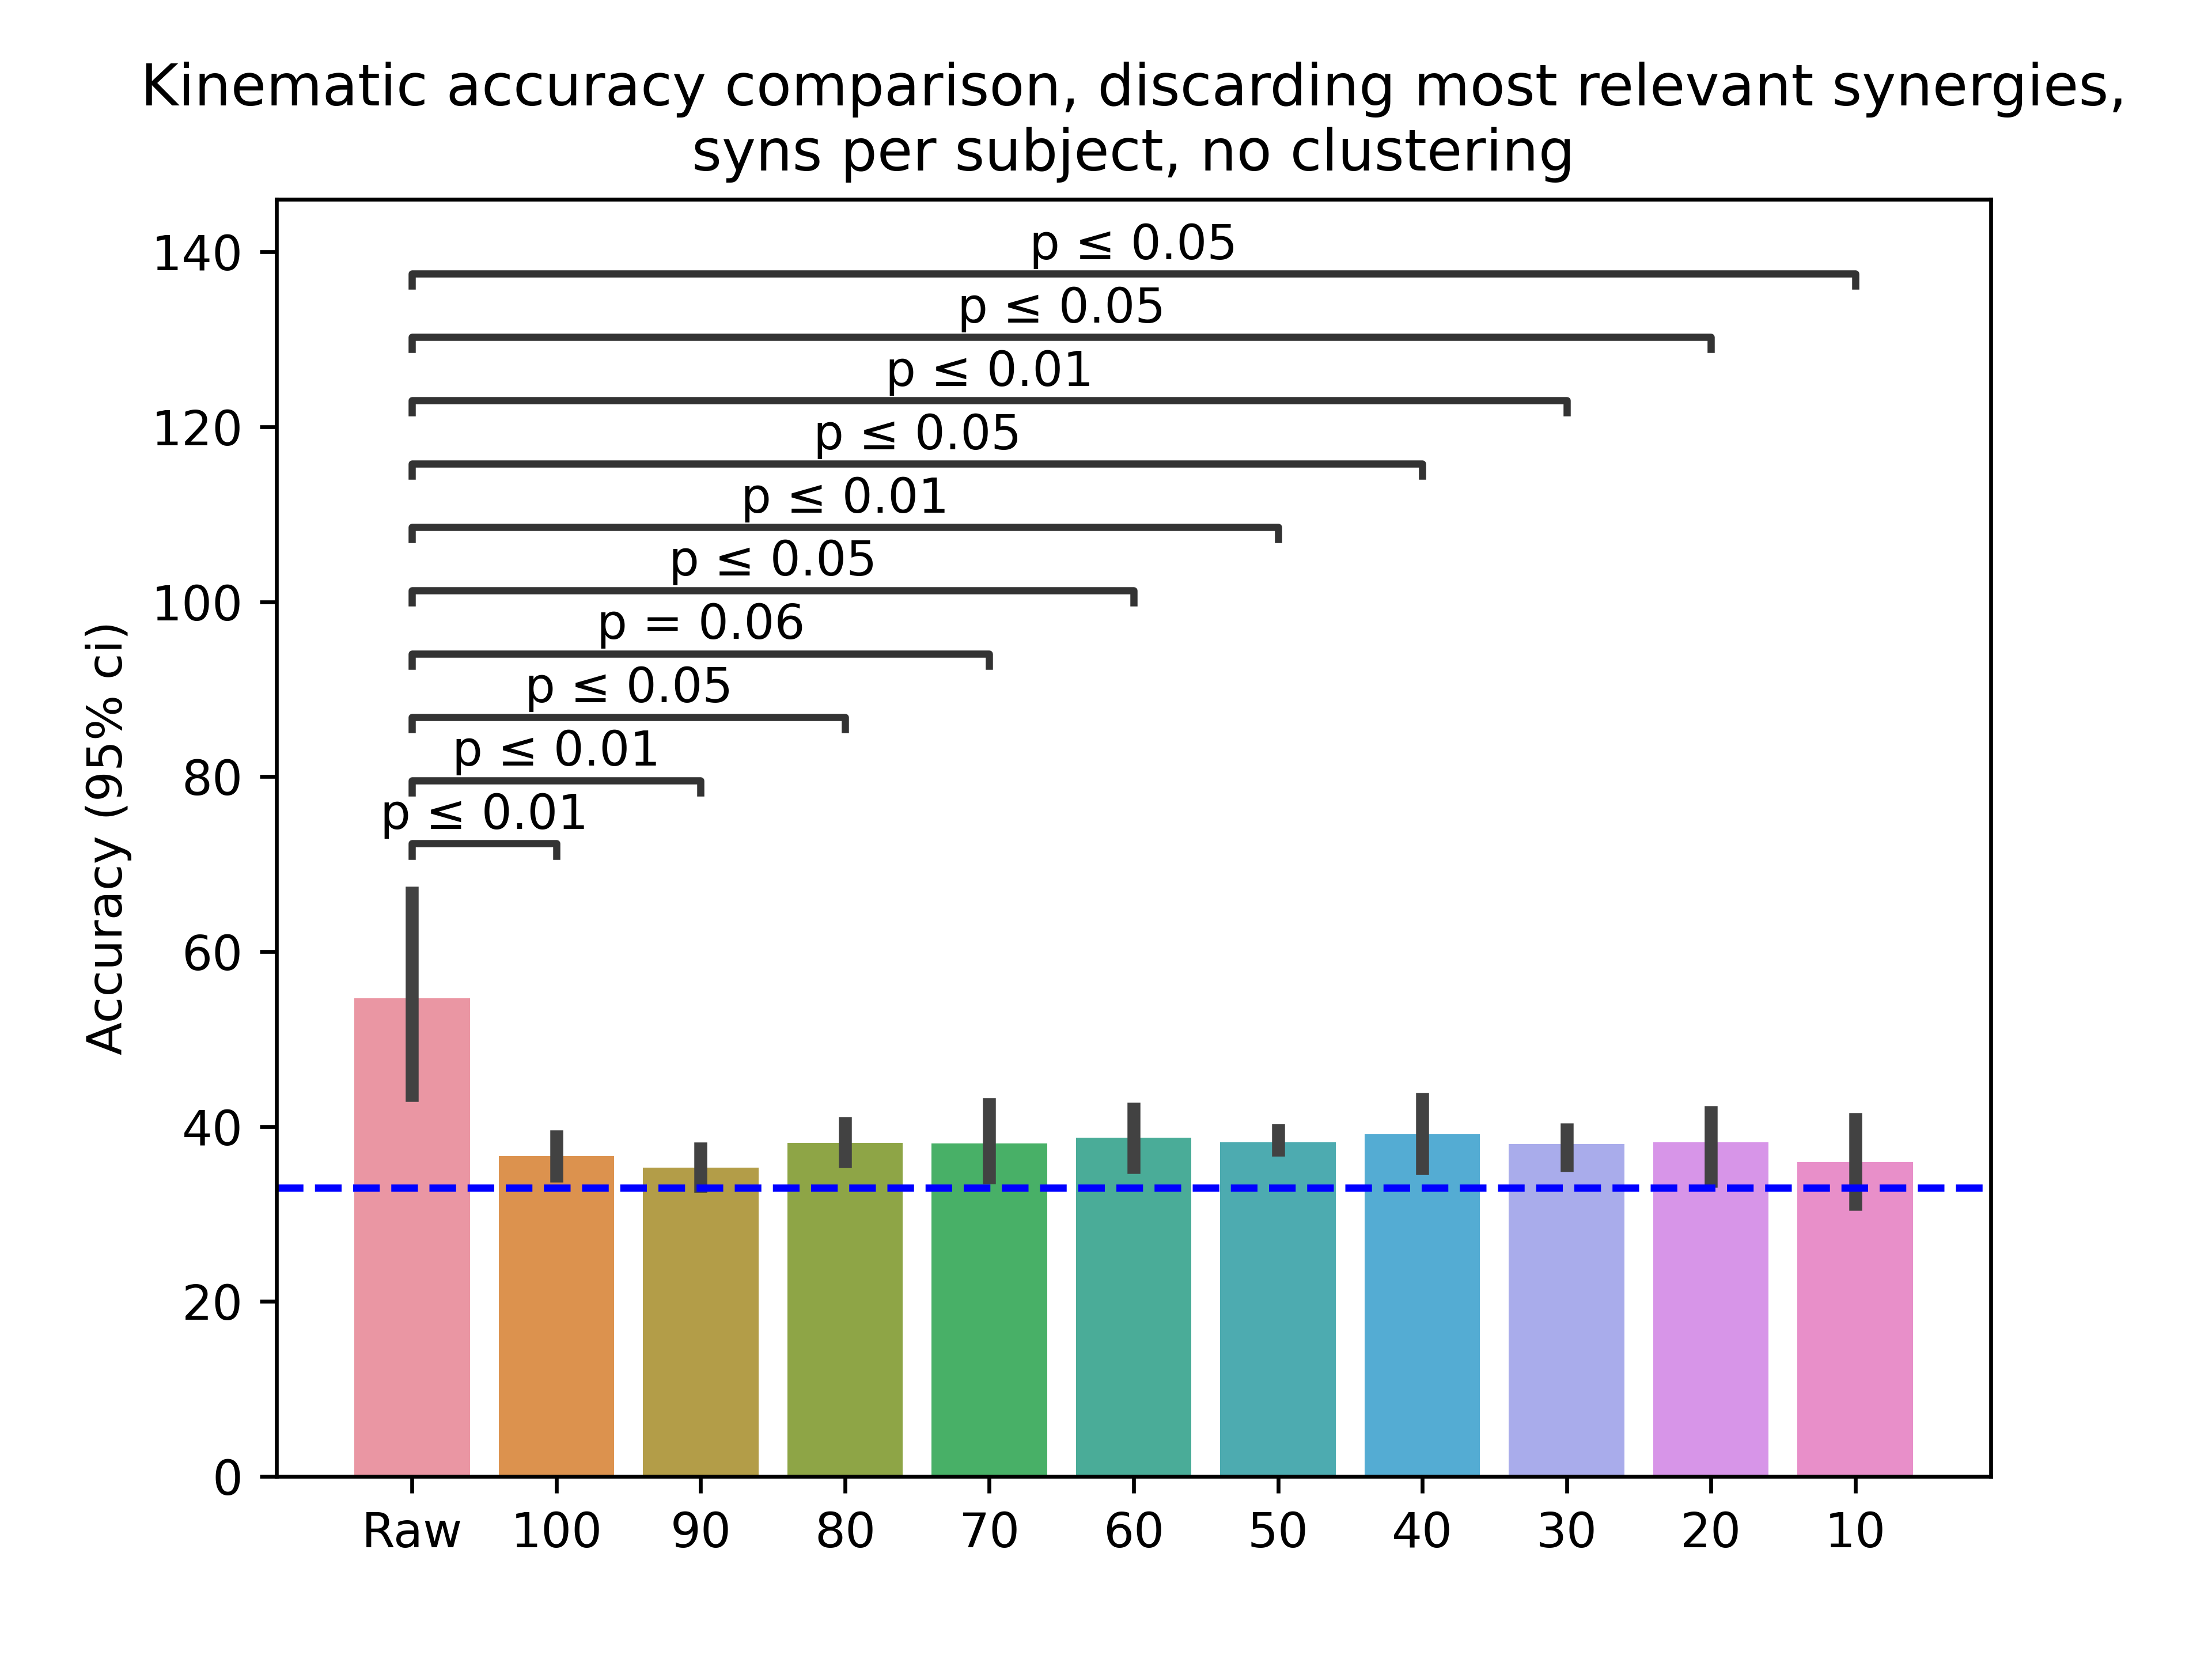 Kinematic accuracy comparison, discarding most relevant synergies,
syns per subject, no clustering
140
120
100
80
60
40
20
0
Accuracy (95% ci)
p ≤ 0.05
p ≤ 0.05
p ≤ 0.01
p ≤ 0.05
p ≤ 0.01
p ≤ 0.05
p = 0.06
p ≤ 0.05
p ≤ 0.01
p ≤ 0.01
Raw 100 90 80 70 60 50 40 30 20 10